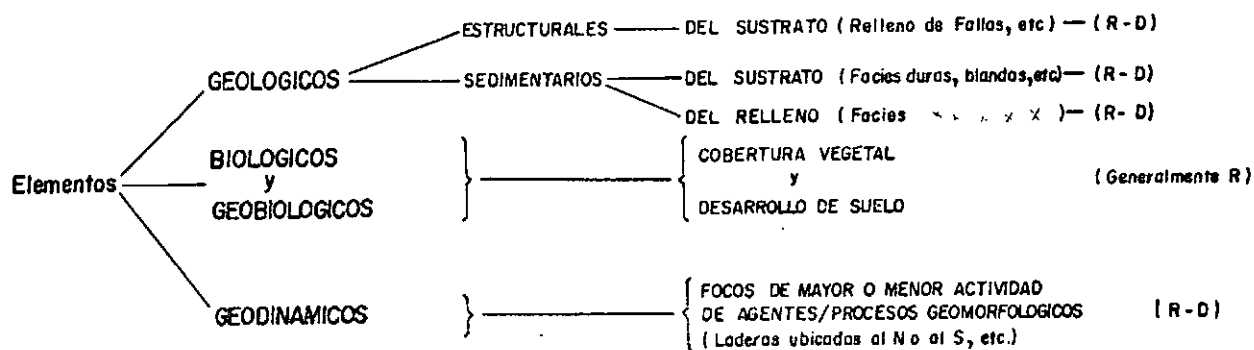 ESTRUCTURALES — DEL SUSTRATO (Relleno de Fallas, etc) — (R-D)
GEOLOGICOS
SEDIMENTARIOS — DEL SUSTRATO (Facies duras, blandas, etc) — (R-D)
DEL RELLENO (Facies ) — (R-D)
BIOLOGICOS
y
GEOBIOLOGICOS
COBERTURA VEGETAL
y
DESARROLLO DE SUELO
(Generalmente R)
Elementos
GEODINAMICOS
FOCOS DE MAYOR O MENOR ACTIVIDAD
DE AGENTES/PROCESOS GEOMORFOLOGICOS
(Laderas ubicadas al N o al S, etc.)
(R-D)